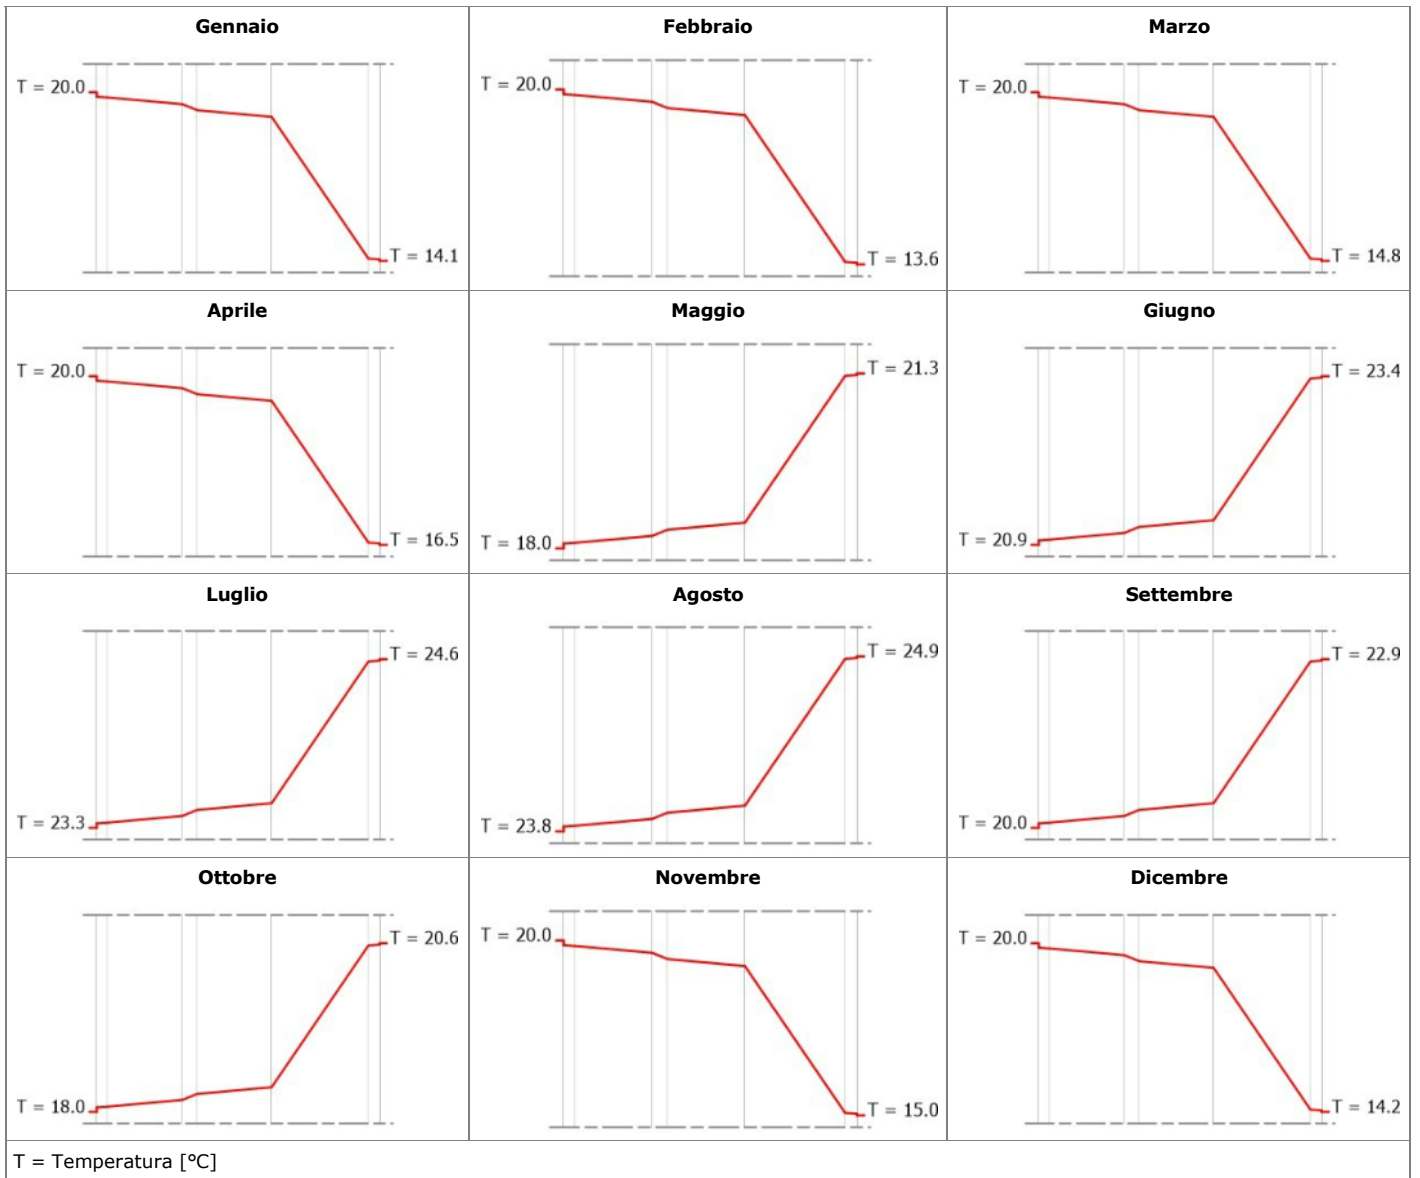 Gennaio
T = 20.0
T = 14.1
Febbraio
T = 20.0
T = 13.6
Marzo
T = 20.0
T = 14.8
Aprile
T = 20.0
T = 16.5
Maggio
T = 21.3
T = 18.0
Giugno
T = 23.4
T = 20.9
Luglio
T = 24.6
T = 23.3
Agosto
T = 24.9
T = 23.8
Settembre
T = 22.9
T = 20.0
Ottobre
T = 20.6
T = 18.0
Novembre
T = 20.0
T = 15.0
Dicembre
T = 20.0
T = 14.2
T = Temperatura [°C]